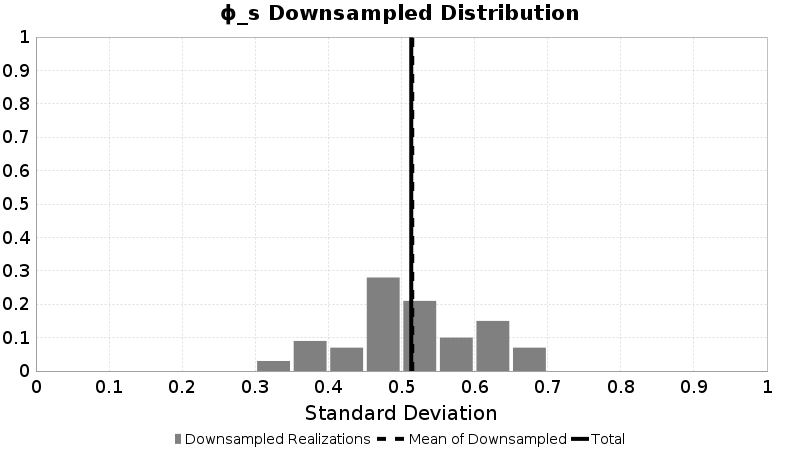 ϕ_s Downsampled Distribution
1
0.9
0.8
0.7
0.6
0.5
0.4
0.3
0.2
0.1
0
0 0.1 0.2 0.3 0.4 0.5 0.6 0.7 0.8 0.9 1
Standard Deviation
Downsampled Realizations Mean of Downsampled Total